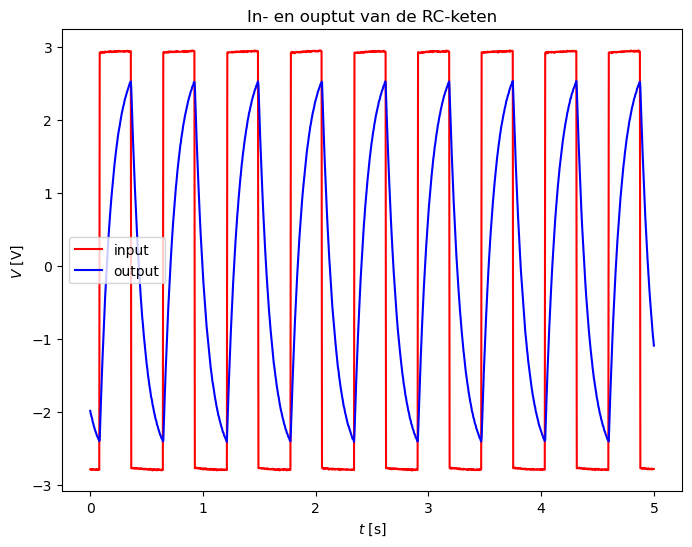 In- en ouptut van de RC-keten
V [V]
3
2
1
0
−1
−2
−3
input
output
0
1
2
3
4
5
t [s]